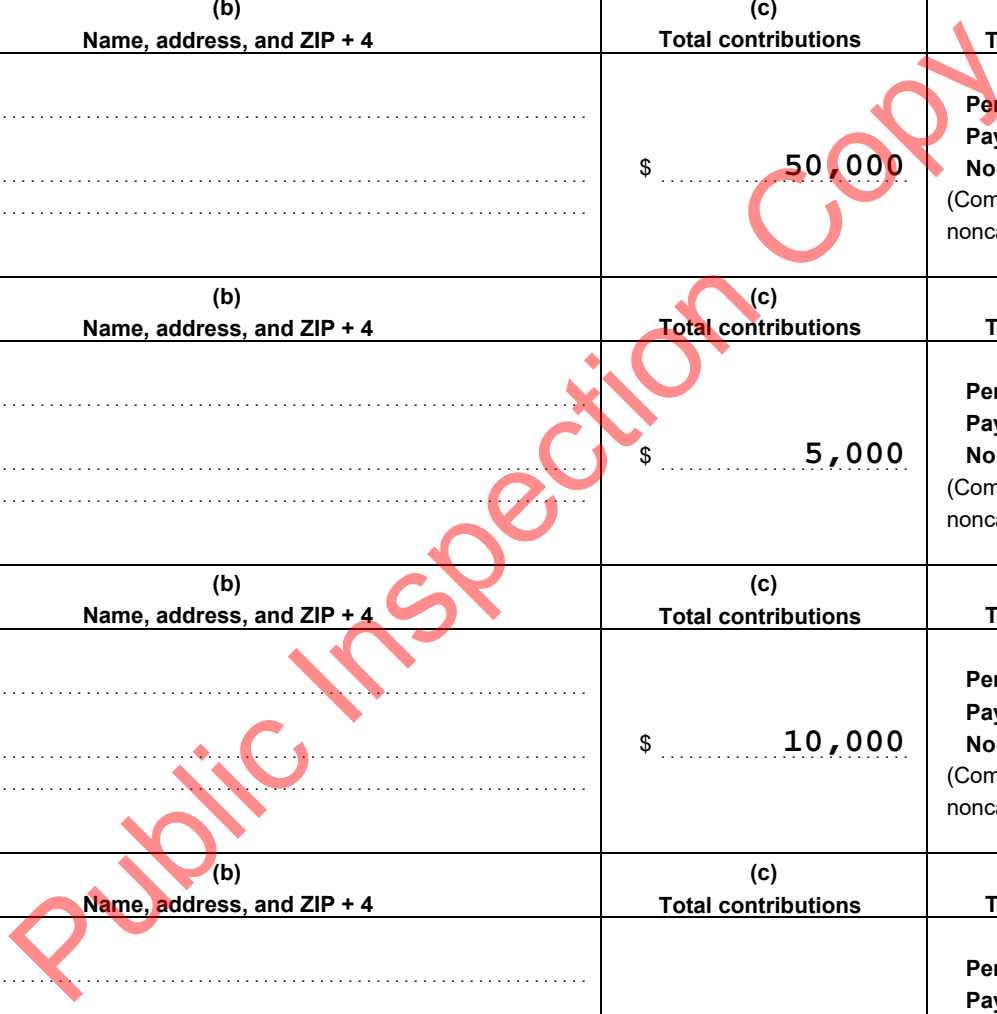 (b) (c)
Name, address, and ZIP + 4 Total contributions T
Per
Pay
$ 50,000 No
(Com
nonca
(b) (c)
Name, address, and ZIP + 4 Total contributions T
Per
Pay
$ 5,000 No
(Com
nonca
(b) (c)
Name, address, and ZIP + 4 Total contributions T
Per
Pay
$ 10,000 No
(Com
nonca
(b) (c)
Name, address, and ZIP + 4 Total contributions T
Per
Pay
Public Inspection Copy